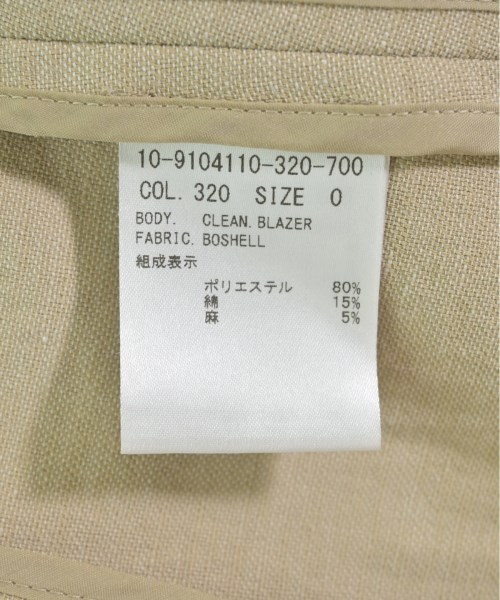 10-9104110-320-700
COL. 320 SIZE 0
BODY. CLEAN.BLAZER
FABRIC. BOSHELL
組成表示
ポリエステル 80%
綿 15%
麻 5%